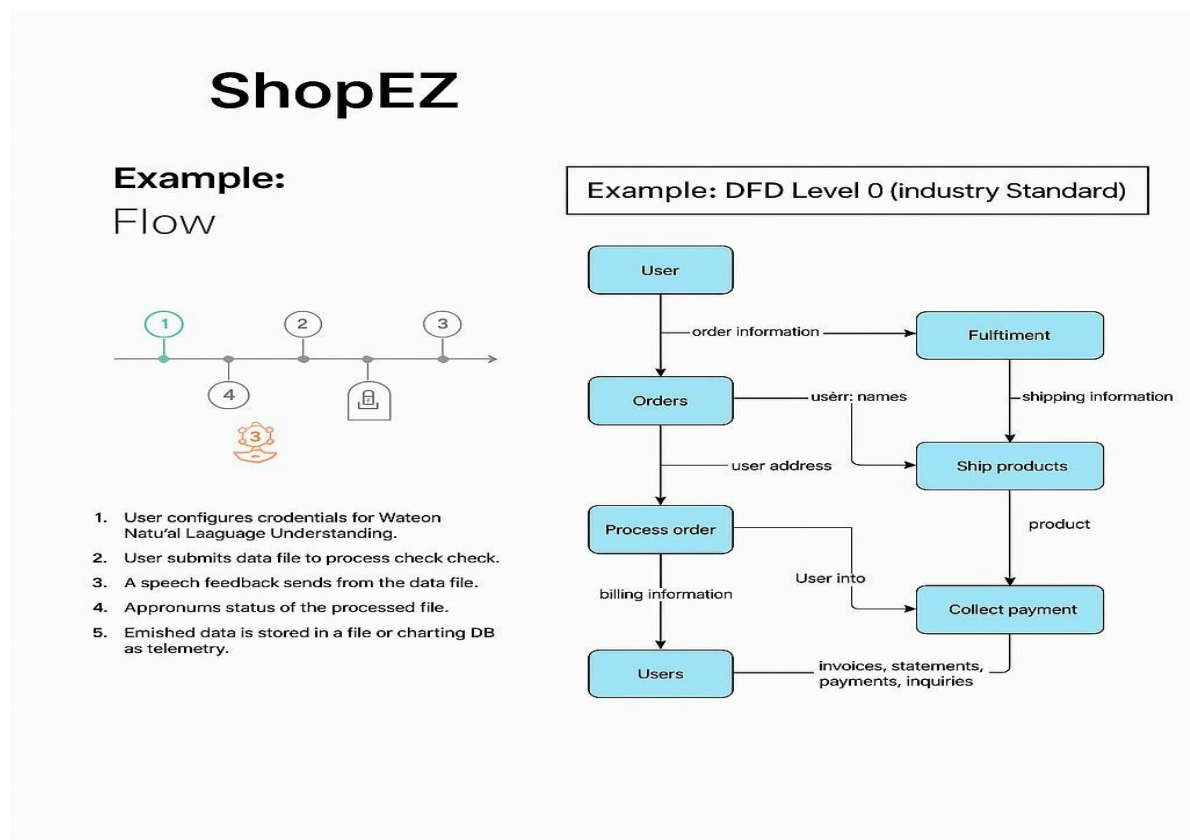 ShopEZ
Example:
Flow
1
2
3
4
3
1. User configures crodentials for Wateon
Natu'al Laaguage Understanding.
2. User submits data file to process check check.
3. A speech feedback sends from the data file.
4. Appronums status of the processed file.
5. Emished data is stored in a file or charting DB
as telemetry.
Example: DFD Level 0 (industry Standard)
User
order information
Fulftiment
Orders
usèrr: names
shipping information
user address
Ship products
Process order
product
User into
billing information
Collect payment
Users
invoices, statements,
payments, inquiries